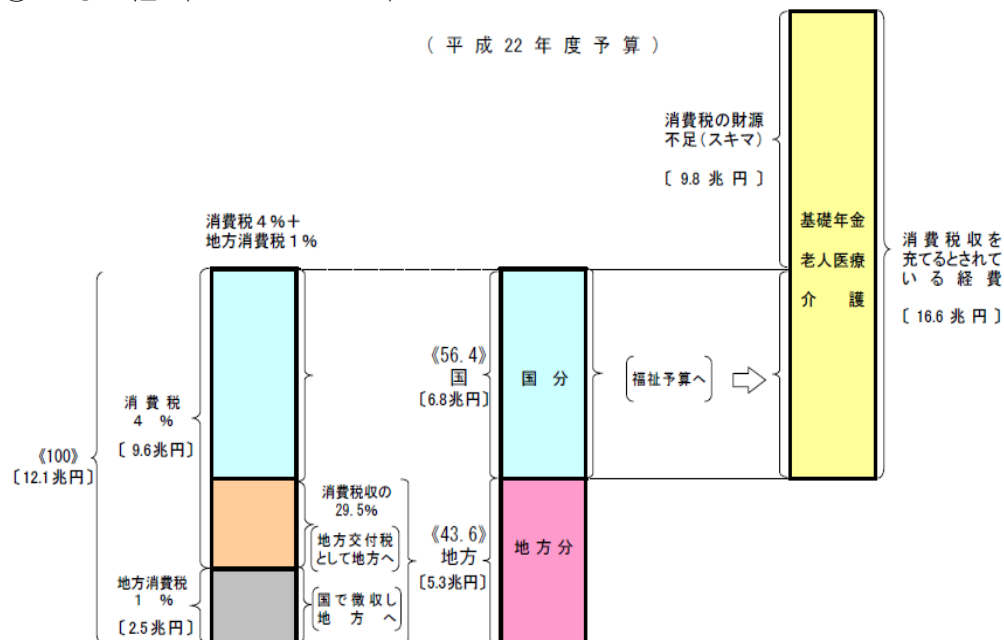 (平成22年度予算)
消費税の財源
不足(スキマ)
〔9.8兆円〕
消費税4%+
地方消費税1%
基礎年金
老人医療
介護
消費税収を
充てるとされて
いる経費
〔16.6兆円〕
《100》
〔12.1兆円〕
消費税
4%
〔9.6兆円〕
地方消費税
1%
〔2.5兆円〕
消費税収の
29.5%
地方交付税
として地方へ
国で徴収し
地方へ
《56.4》
国
〔6.8兆円〕
国分
福祉予算へ
《43.6》
地方
〔5.3兆円〕
地方分